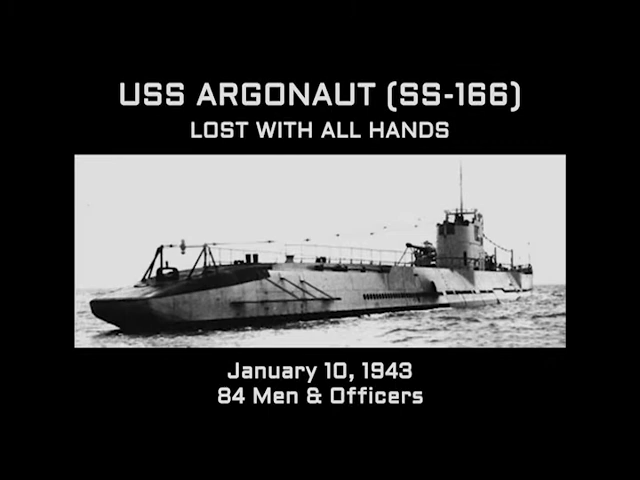 USS ARGONAUT (SS-166)
LOST WITH ALL HANDS
January 10, 1943
84 Men & Officers